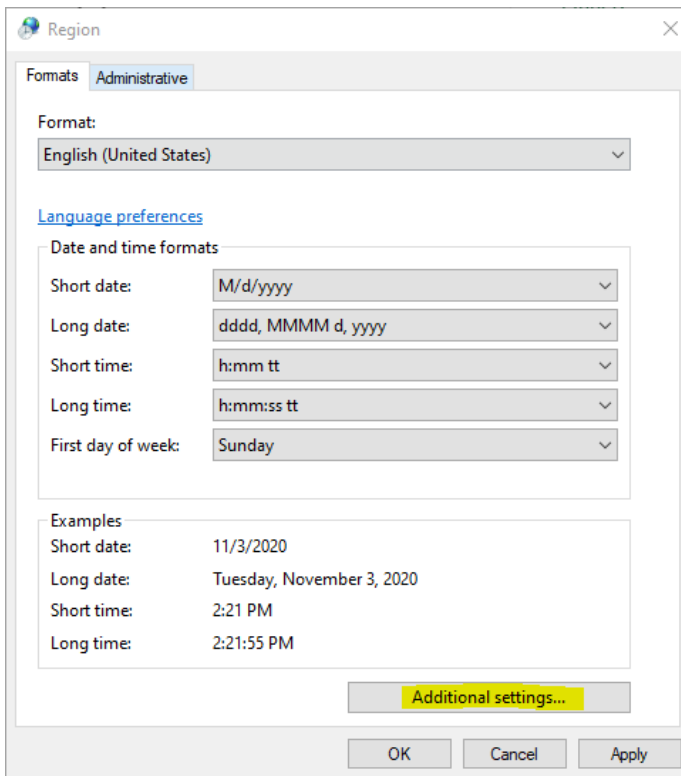 Region
Formats Administrative
Format:
English (United States)
Language preferences
Date and time formats
Short date: M/d/yyyy
Long date: dddd, MMMM d, yyyy
Short time: h:mm tt
Long time: h:mm:ss tt
First day of week: Sunday
Examples
Short date: 11/3/2020
Long date: Tuesday, November 3, 2020
Short time: 2:21 PM
Long time: 2:21:55 PM
Additional settings...
OK Cancel Apply